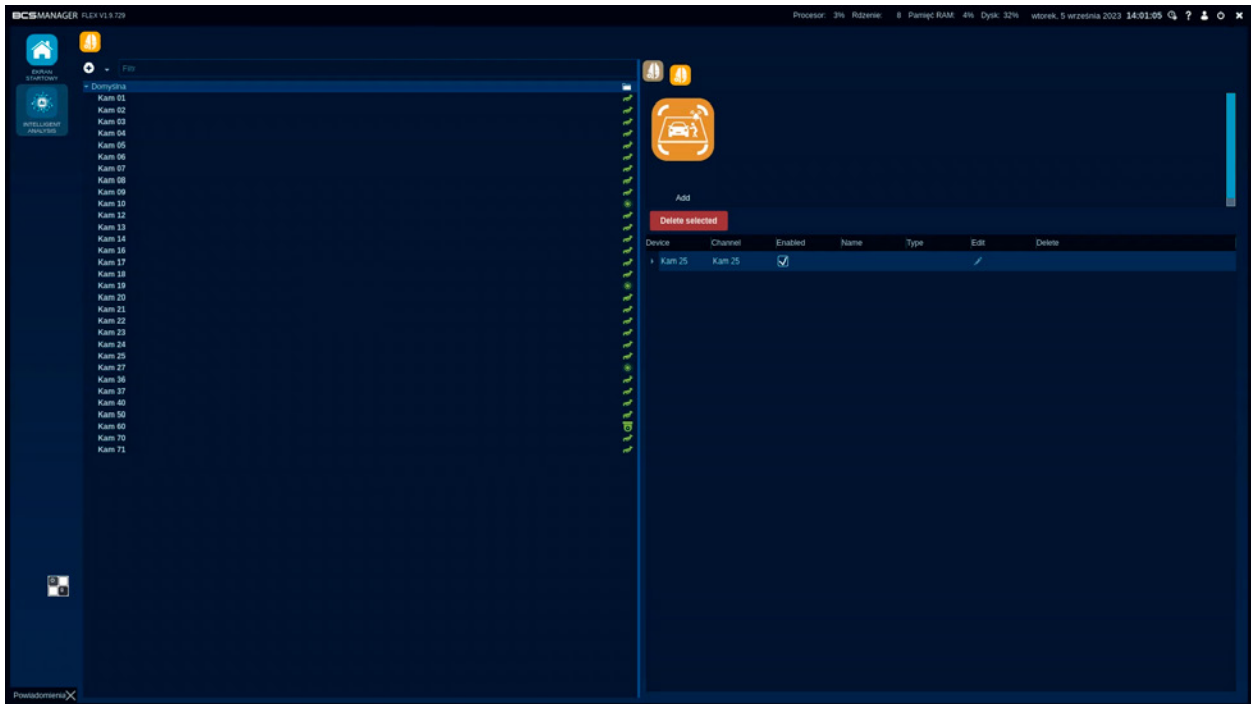 BCSMANAGER FLEX V1.9.729
Procesor: 3% Rdzenie: 8 Pamięć RAM: 4% Dysk: 32% wtorek, 5 września 2023 14:01:05 ?
EKRAN
STARTOWY
INTELLIGENT
ANALYSIS
Filtr
Domyślna
Kam 01
Kam 02
Kam 03
Kam 04
Kam 05
Kam 06
Kam 07
Kam 08
Kam 09
Kam 10
Kam 12
Kam 13
Kam 14
Kam 16
Kam 17
Kam 18
Kam 19
Kam 20
Kam 21
Kam 22
Kam 23
Kam 24
Kam 25
Kam 27
Kam 36
Kam 37
Kam 40
Kam 50
Kam 60
Kam 70
Kam 71
Add
Delete selected
Device Channel Enabled Name Type Edit Delete
Kam 25 Kam 25
Powiadomienia